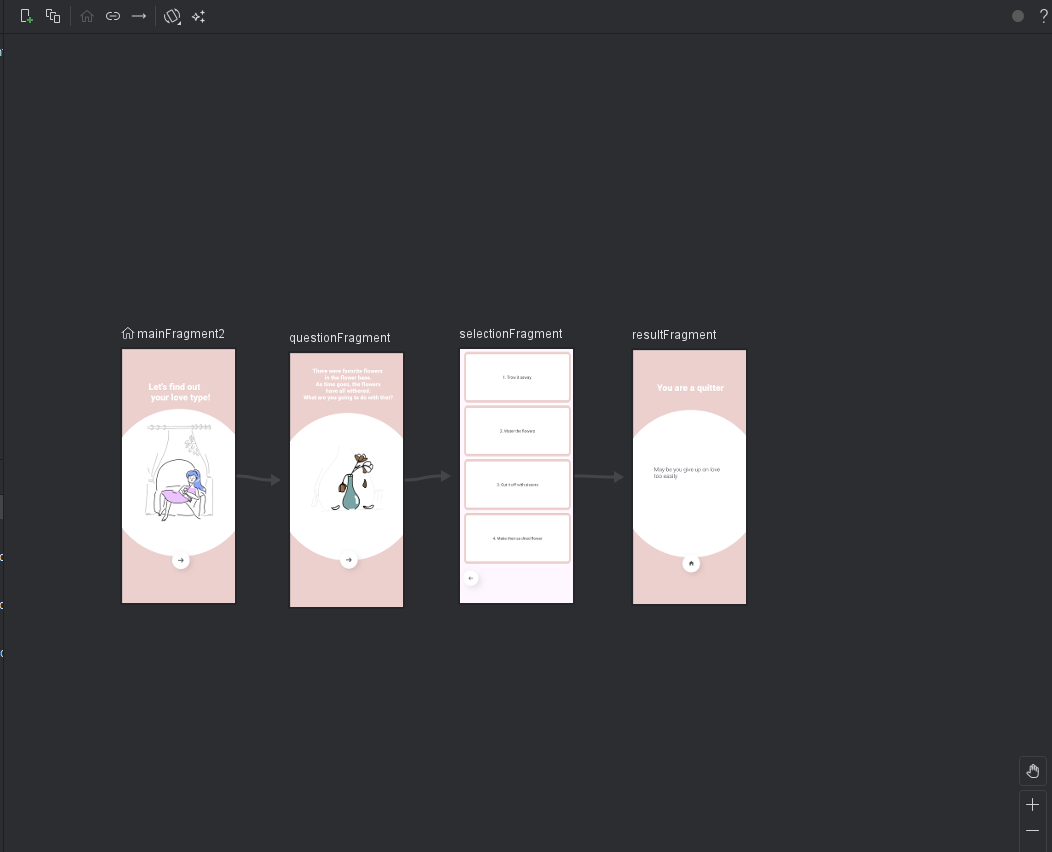 ?
mainFragment2
questionFragment
selectionFragment
resultFragment
Let's find out
your love type!
There were favorite flowers
in the flower base.
As time goes, the flowers
have all withered.
What are you going to do with that?
1. Trow it away
2. Water the flowers
3. Cut it off with sissors
4. Make tnen as dried flower
You are a quitter
May be you give up on love
too easily